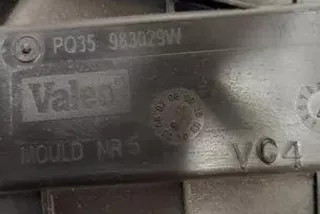 PQ35 983029W
Valeo
MOULD NR 5
VC4